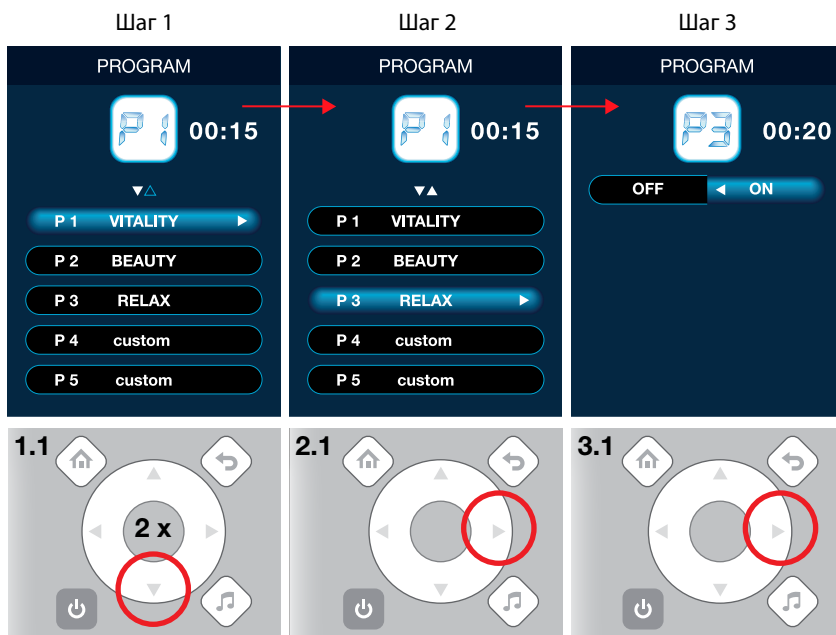 Шаг 1
Шаг 2
Шаг 3
PROGRAM
P1 00:15
P 1 VITALITY
P 2 BEAUTY
P 3 RELAX
P 4 custom
P 5 custom
PROGRAM
P1 00:15
P 1 VITALITY
P 2 BEAUTY
P 3 RELAX
P 4 custom
P 5 custom
PROGRAM
P3 00:20
OFF ON
1.1
2 x
2.1
3.1